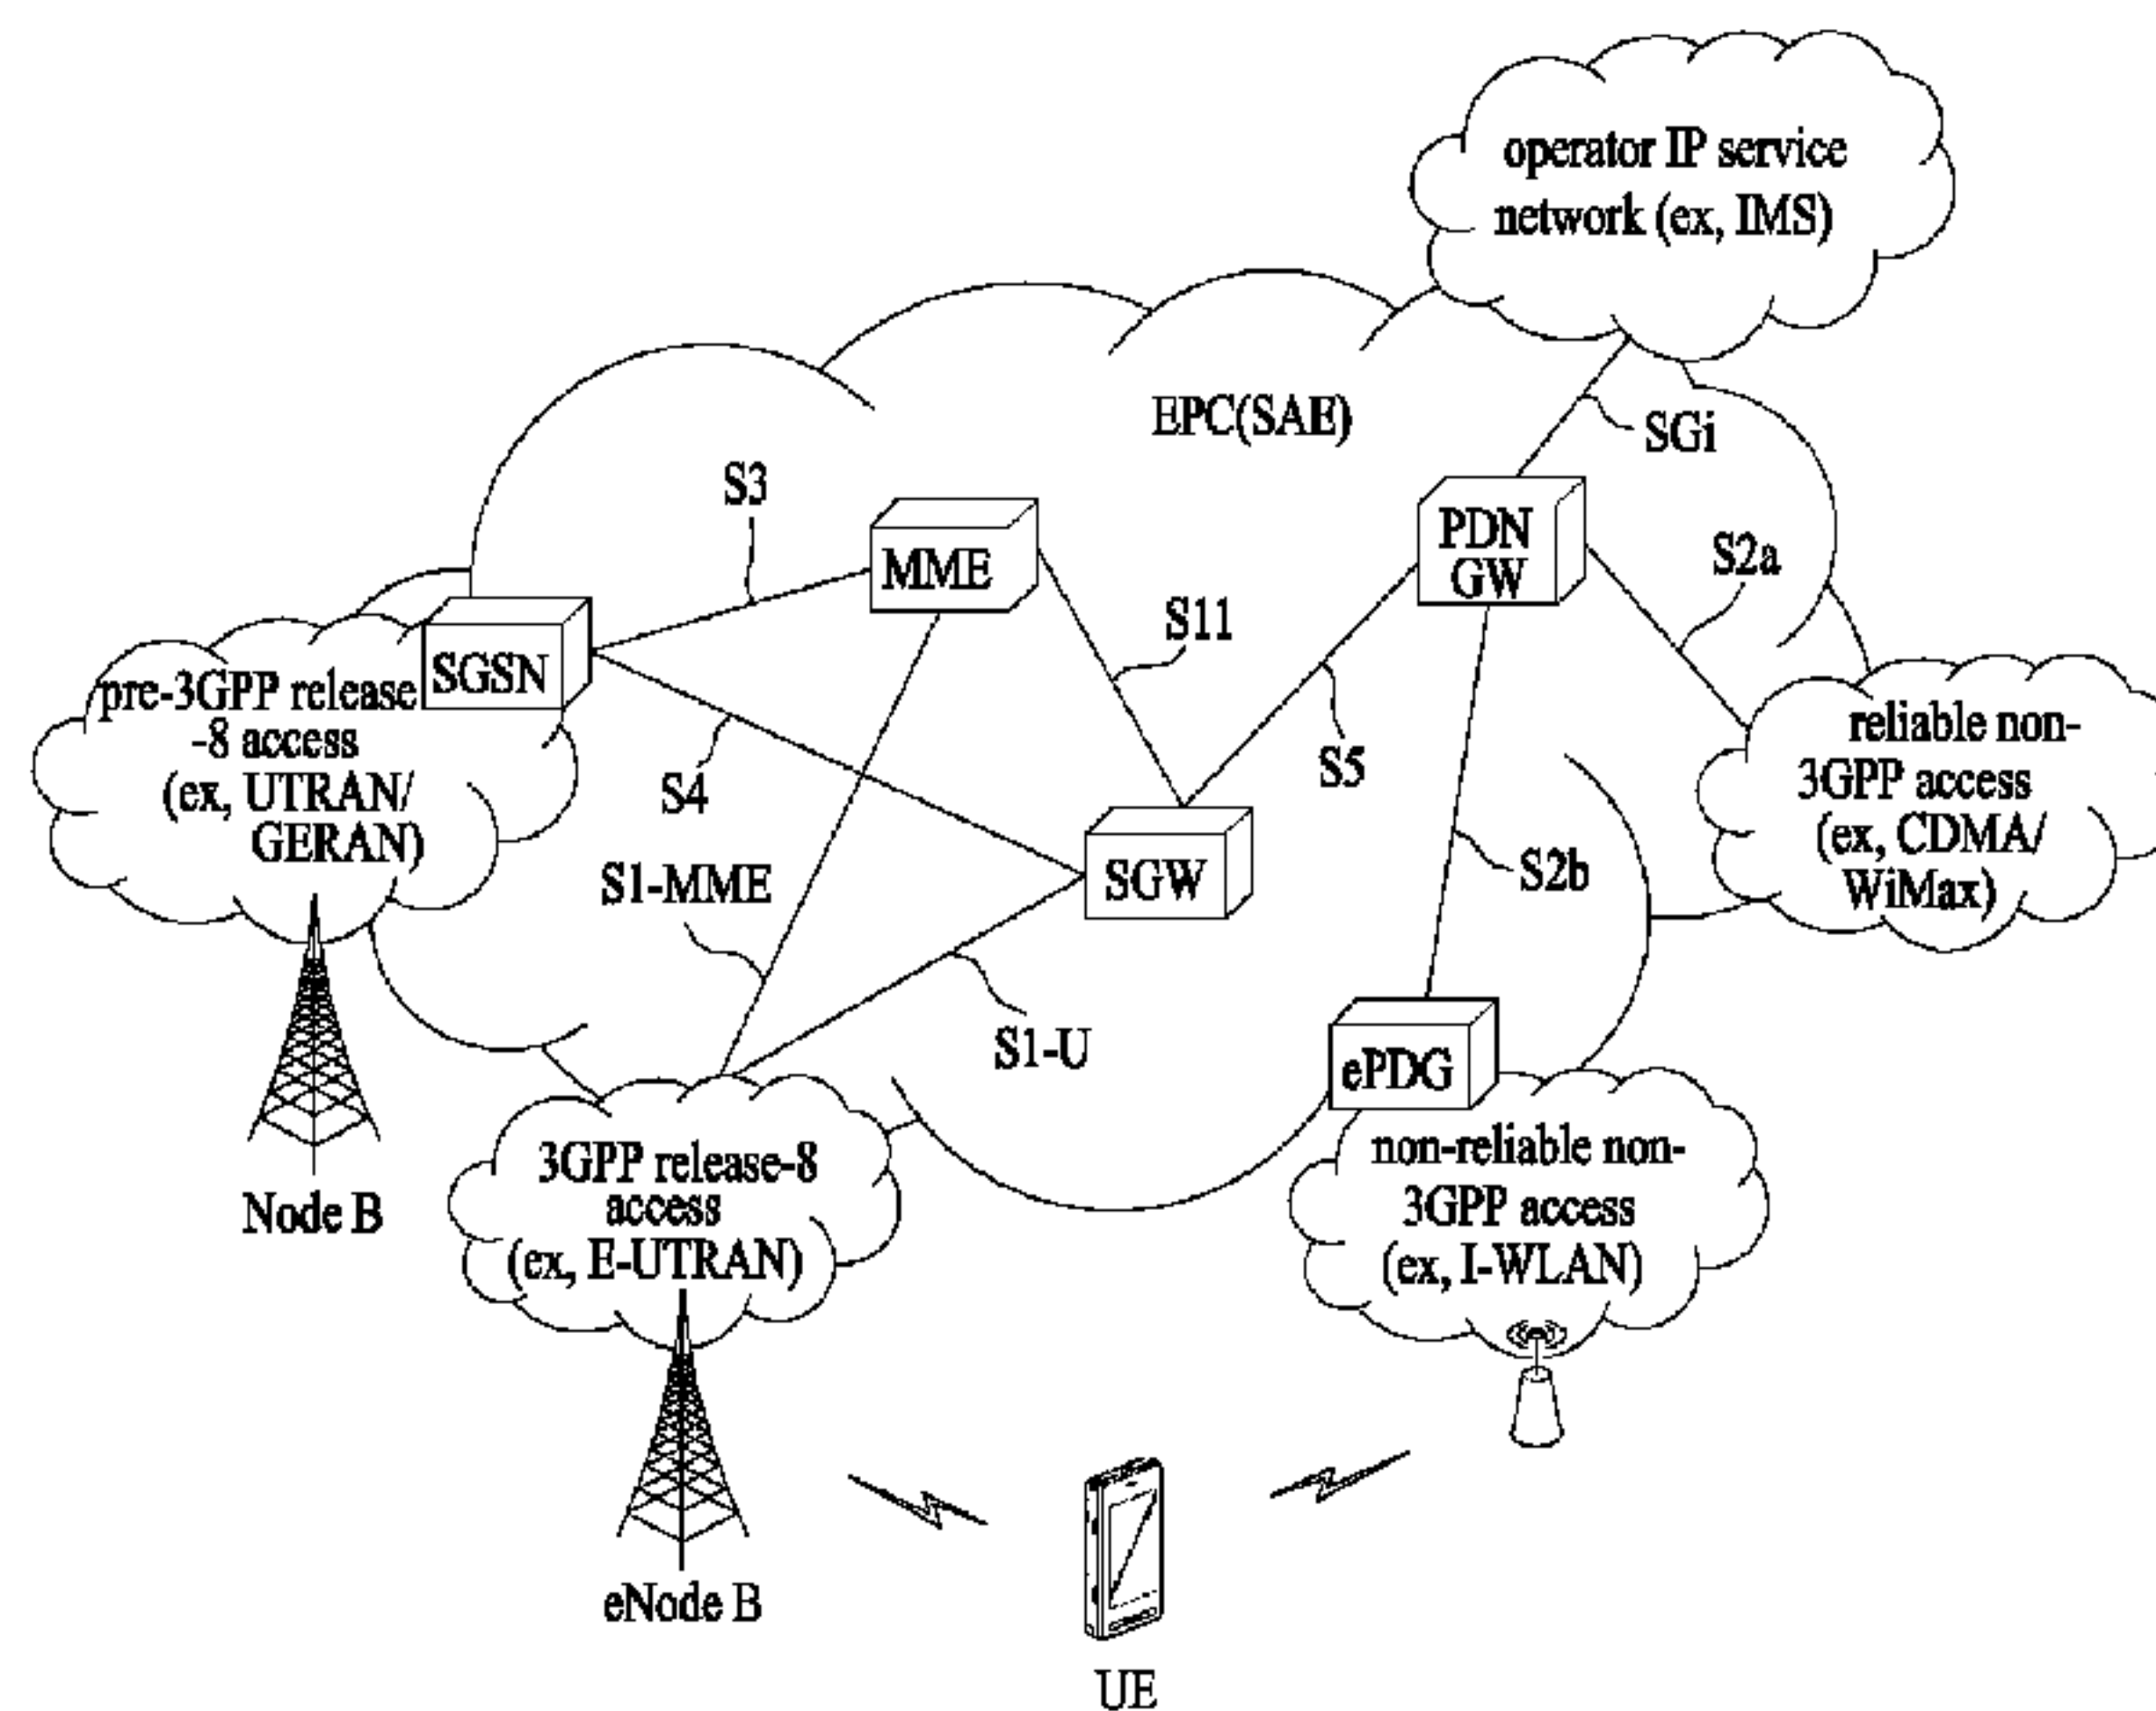 operator IP service
network (ex, IMS)
EPC(SAE)
SGi
S3
MME
PDN
GW
S2a
S11
SGSN
pre-3GPP release
-8 access
(ex, UTRAN/
GERAN)
S4
S5
reliable non-
3GPP access
(ex, CDMA/
WiMax)
S1-MME
SGW
S2b
S1-U
ePDG
Node B
3GPP release-8
access
(ex, E-UTRAN)
non-reliable non-
3GPP access
(ex, I-WLAN)
eNode B
UE